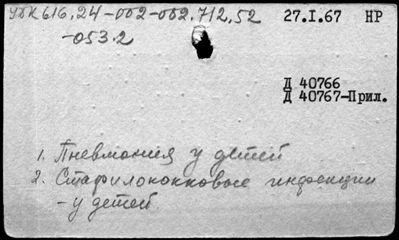 УДК 616.24-002-002.712.52 27.I.67 НР
-053.2
Д 40766
Д 40767-Прил.
1. Пневмония у детей
2. Стафилококковые инфекции
- у детей